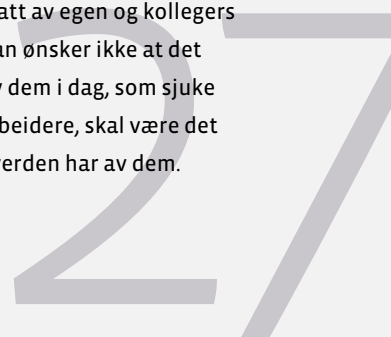 att av egen og kollegers
an ønsker ikke at det
dem i dag, som sjuke
beidere, skal være det
erden har av dem.
27